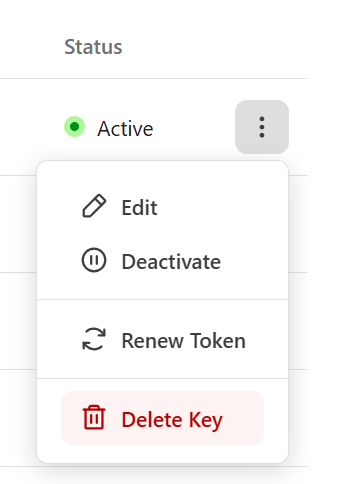 Status
Active
Edit
Deactivate
Renew Token
Delete Key